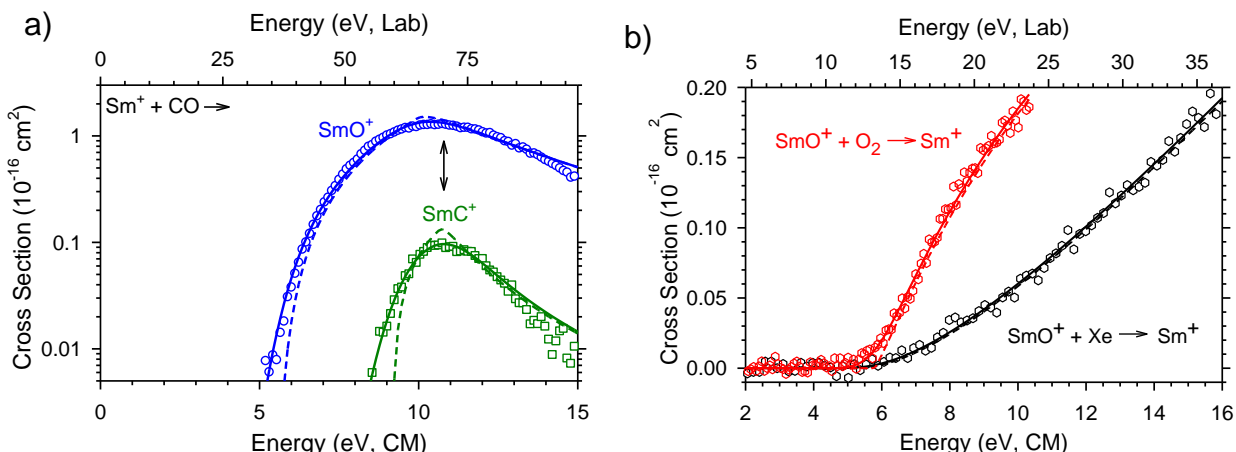 a)
Energy (eV, Lab)
0 25 50 75
Sm⁺ + CO →
SmO⁺
SmC⁺
Cross Section (10⁻¹⁶ cm²)
1
0.1
0.01
0 5 10 15
Energy (eV, CM)
b)
Energy (eV, Lab)
5 10 15 20 25 30 35
SmO⁺ + O₂ → Sm⁺
SmO⁺ + Xe → Sm⁺
Cross Section (10⁻¹⁶ cm²
0.20
0.15
0.10
0.05
0.00
2 4 6 8 10 12 14 16
Energy (eV, CM)